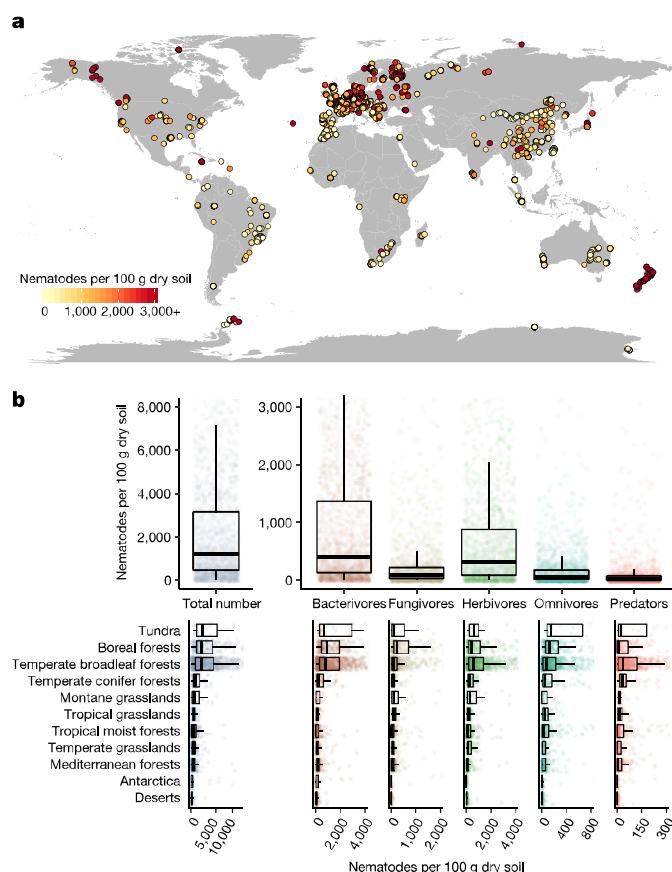 a
Nematodes per 100 g dry soil
0 1,000 2,000 3,000+
b
Nematodes per 100 g dry soil
8,000
6,000
4,000
2,000
0
3,000
2,000
1,000
0
Total number Bacterivores Fungivores Herbivores Omnivores Predators
Tundra
Boreal forests
Temperate broadleaf forests
Temperate conifer forests
Montane grasslands
Tropical grasslands
Tropical moist forests
Temperate grasslands
Mediterranean forests
Antarctica
Deserts
0 5,000 10,000 0 2,000 4,000 0 1,000 2,000 0 2,000 4,000 0 400 800 0 150 300
Nematodes per 100 g dry soil